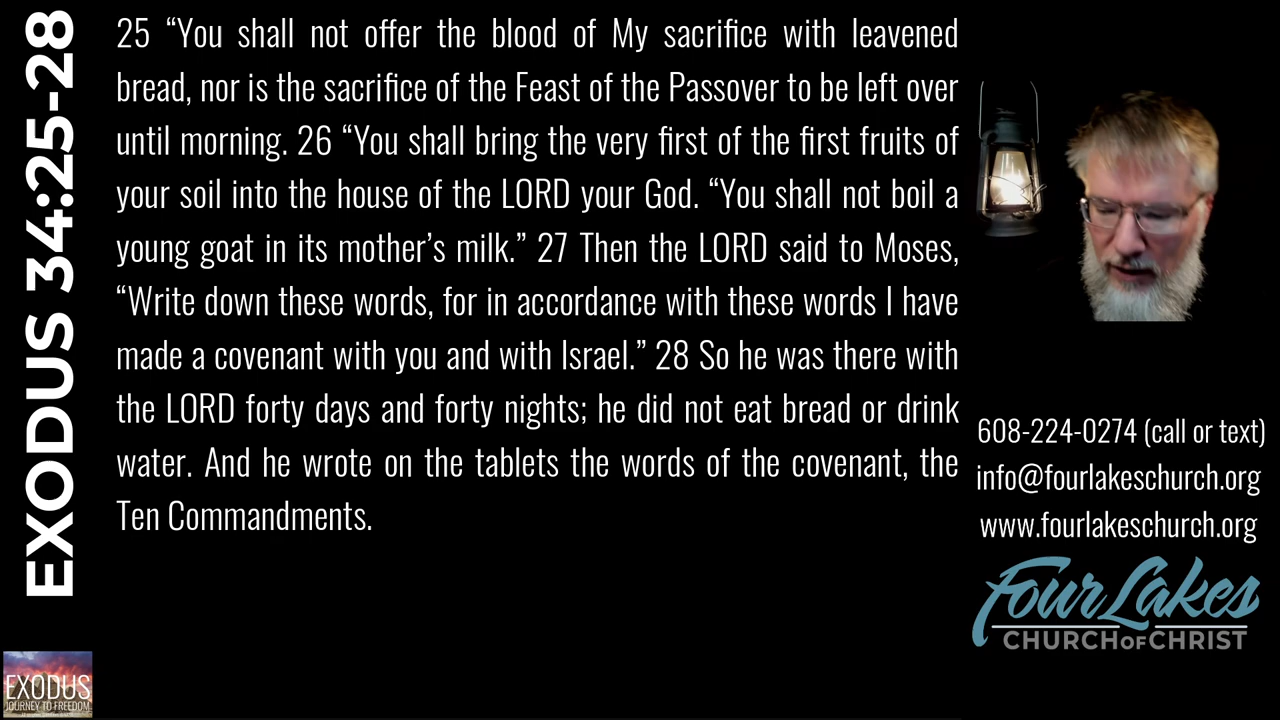 EXODUS 34:25-28
25 “You shall not offer the blood of My sacrifice with leavened
bread, nor is the sacrifice of the Feast of the Passover to be left over
until morning. 26 “You shall bring the very first of the first fruits of
your soil into the house of the LORD your God. “You shall not boil a
young goat in its mother’s milk.” 27 Then the LORD said to Moses,
“Write down these words, for in accordance with these words I have
made a covenant with you and with Israel.” 28 So he was there with
the LORD forty days and forty nights; he did not eat bread or drink
water. And he wrote on the tablets the words of the covenant, the
Ten Commandments.
608-224-0274 (call or text)
info@fourlakeschurch.org
www.fourlakeschurch.org
Four Lakes
CHURCH OF CHRIST
EXODUS
JOURNEY TO FREEDOM